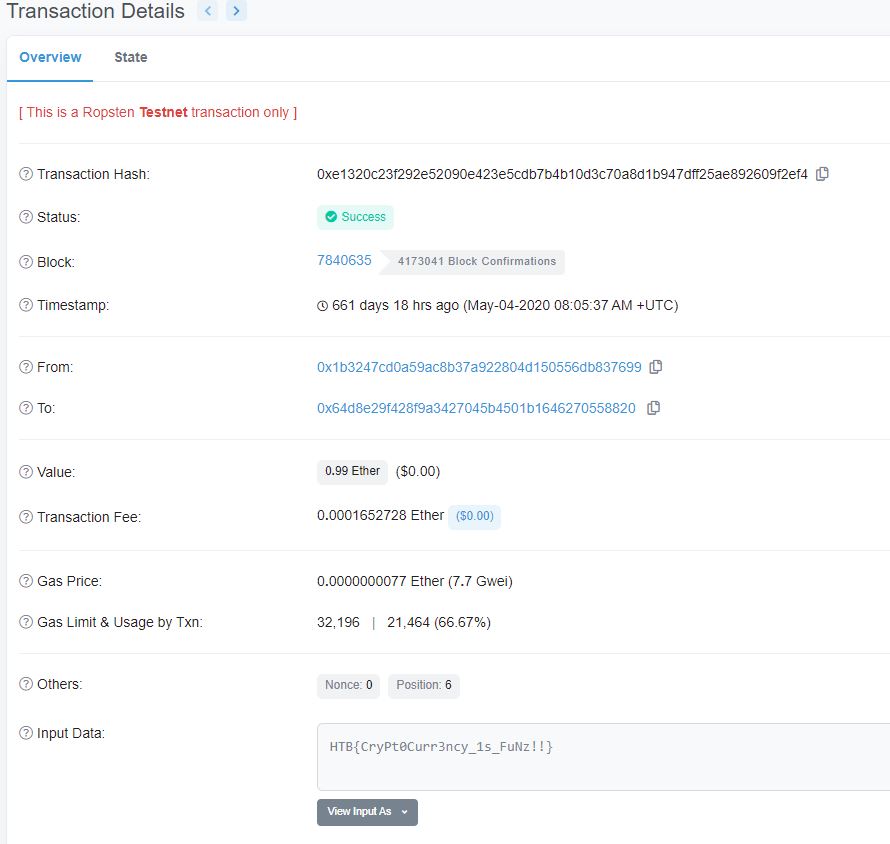 Transaction Details < >
Overview State
[ This is a Ropsten Testnet transaction only ]
Transaction Hash: 0xe1320c23f292e52090e423e5cdb7b4b10d3c70a8d1b947dff25ae892609f2ef4
Status: Success
Block: 7840635 4173041 Block Confirmations
Timestamp: 661 days 18 hrs ago (May-04-2020 08:05:37 AM +UTC)
From: 0x1b3247cd0a59ac8b37a922804d150556db837699
To: 0x64d8e29f428f9a3427045b4501b1646270558820
Value: 0.99 Ether ($0.00)
Transaction Fee: 0.0001652728 Ether ($0.00)
Gas Price: 0.0000000077 Ether (7.7 Gwei)
Gas Limit & Usage by Txn: 32,196 | 21,464 (66.67%)
Others: Nonce: 0 Position: 6
Input Data: HTB{CryPt0Curr3ncy_1s_FuNz!!}
View Input As